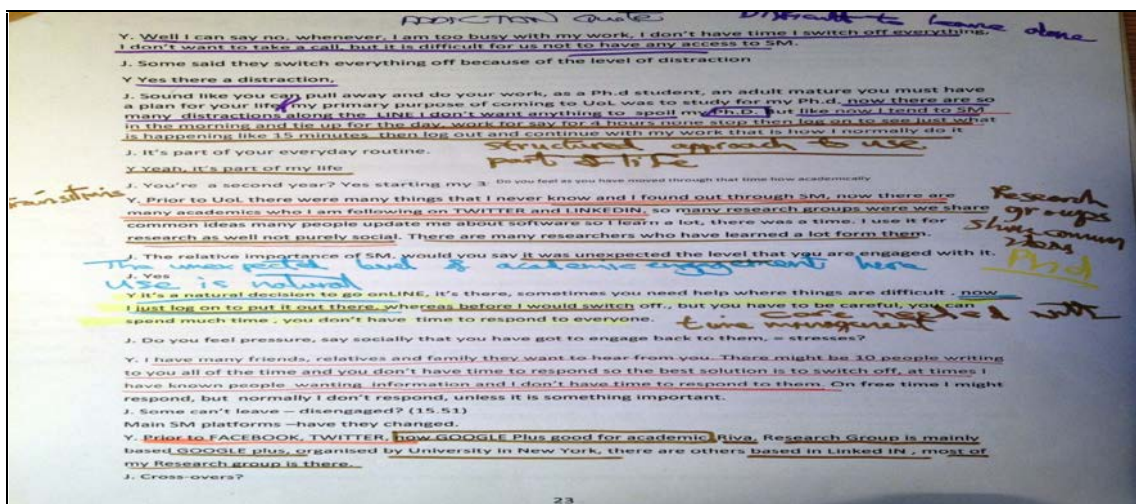 ADDICTION Quote Difficult to leave alone
Y. Well I can say no. whenever, I am too busy with my work, I don't have time I switch off everything.
I don't want to take a call, but it is difficult for us not to have any access to SM.
J. Some said they switch everything off because of the level of distraction
Y Yes there a distraction,
J. Sound like you can pull away and do your work, as a Ph.d student, an adult mature you must have
a plan for your life, my primary purpose of coming to UoL was to study for my Ph.d. now there are so
many distractions along the LINE I don't want anything to spoil my Ph.D. but like now I tend to SM
in the morning and tie up for the day, work for say for 4 hours none stop then log on to see just what
is happening like 15 minutes then log out and continue with my work that is how I normally do it
J. It's part of your everyday routine.
structured approach to use
part of life
Y Yeah, it's part of my life
J. You're a second year? Yes starting my 3 Do you feel as you have moved through that time how academically
transitions
Y. Prior to UoL there were many things that I never know and I found out through SM, now there are
many academics who I am following on TWITTER and LINKEDIN, so many research groups were we share
common ideas many people update me about software so I learn a lot, there was a time. I use it for
research as well not purely social. There are many researchers who have learned a lot form them.
Research
groups
Share common
ideas
J. The relative importance of SM. would you say it was unexpected the level that you are engaged with it.
The unexpected level of academic engagement here
Phd
J. Yes
use is natural
Y it's a natural decision to go onLINE, it's there, sometimes you need help where things are difficult , now
I just log on to put it out there, whereas before I would switch off., but you have to be careful, you can
spend much time , you don't have time to respond to everyone.
care needed with
time management
J. Do you feel pressure, say socially that you have got to engage back to them, = stresses?
Y. I have many friends, relatives and family they want to hear from you. There might be 10 people writing
to you all of the time and you don't have time to respond so the best solution is to switch off, at times I
have known people wanting information and I don't have time to respond to them. On free time I might
respond, but normally I don't respond, unless it is something important.
J. Some can't leave – disengaged? (15.51)
Main SM platforms —have they changed.
Y. Prior to FACEBOOK, TWITTER, now GOOGLE Plus good for academic. Riva, Research Group is mainly
based GOOGLE plus, organised by University in New York, there are others based in Linked IN , most of
my Research group is there.
J. Cross-overs?
23